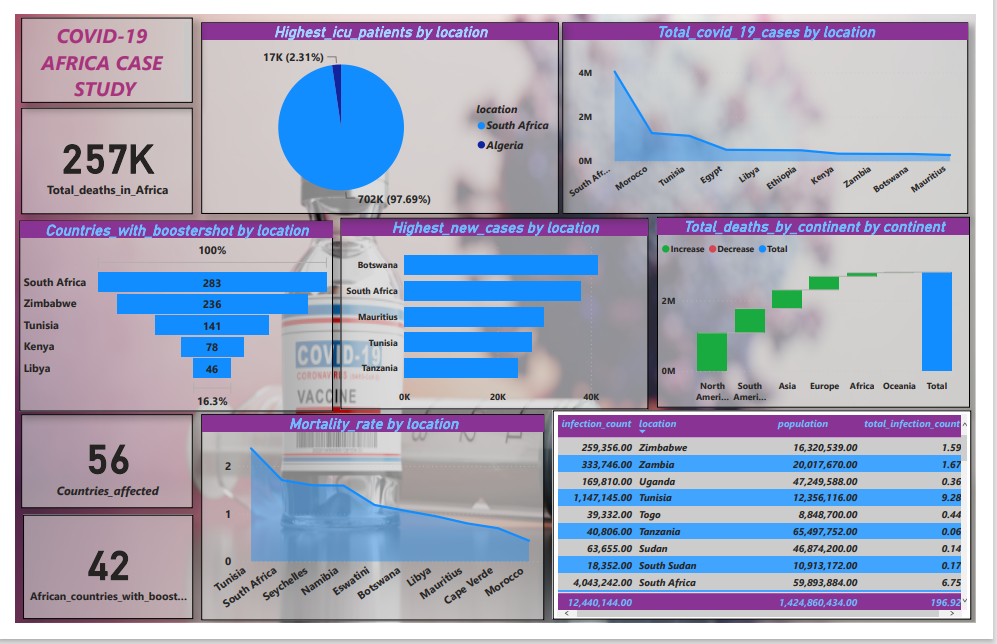 COVID-19
AFRICA CASE
STUDY
257K
Total_deaths_in_Africa
Highest_icu_patients by location
17K (2.31%)
702K (97.69%)
location
South Africa
Algeria
Total_covid_19_cases by location
4M
2M
0M
South Afr...
Morocco
Tunisia
Egypt
Libya
Ethiopia
Kenya
Zambia
Botswana
Mauritius
Countries_with_boostershot by location
100%
South Africa 283
Zimbabwe 236
Tunisia 141
Kenya 78
Libya 46
16.3%
Highest_new_cases by location
Botswana
South Africa
Mauritius
Tunisia
Tanzania
0K 20K 40K
Total_deaths_by_continent by continent
Increase Decrease Total
2M
0M
North Ameri...
South Ameri...
Asia
Europe
Africa
Oceania
Total
COVID-19
CORONAVIRUS
VACCINE
56
Countries_affected
42
African_countries_with_boost...
Mortality_rate by location
2
1
0
Tunisia
South Africa
Seychelles
Namibia
Eswatini
Botswana
Libya
Mauritius
Cape Verde
Morocco
infection_count location population total_infection_count
259,356.00 Zimbabwe 16,320,539.00 1.59
333,746.00 Zambia 20,017,670.00 1.67
169,810.00 Uganda 47,249,588.00 0.36
1,147,145.00 Tunisia 12,356,116.00 9.28
39,332.00 Togo 8,848,700.00 0.44
40,806.00 Tanzania 65,497,752.00 0.06
63,655.00 Sudan 46,874,200.00 0.14
18,352.00 South Sudan 10,913,172.00 0.17
4,043,242.00 South Africa 59,893,884.00 6.75
12,440,144.00 1,424,860,434.00 196.92